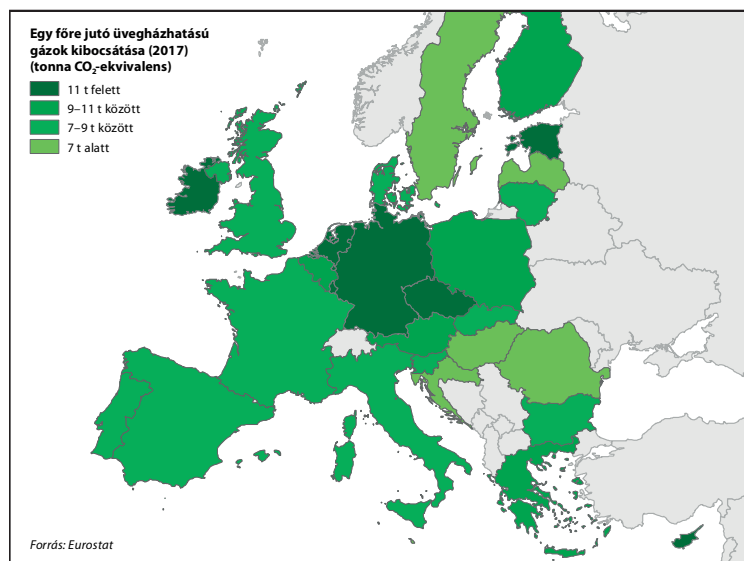 Egy főre jutó üvegházhatású
gázok kibocsátása (2017)
(tonna CO₂-ekvivalens)
11 t felett
9–11 t között
7–9 t között
7 t alatt
Forrás: Eurostat